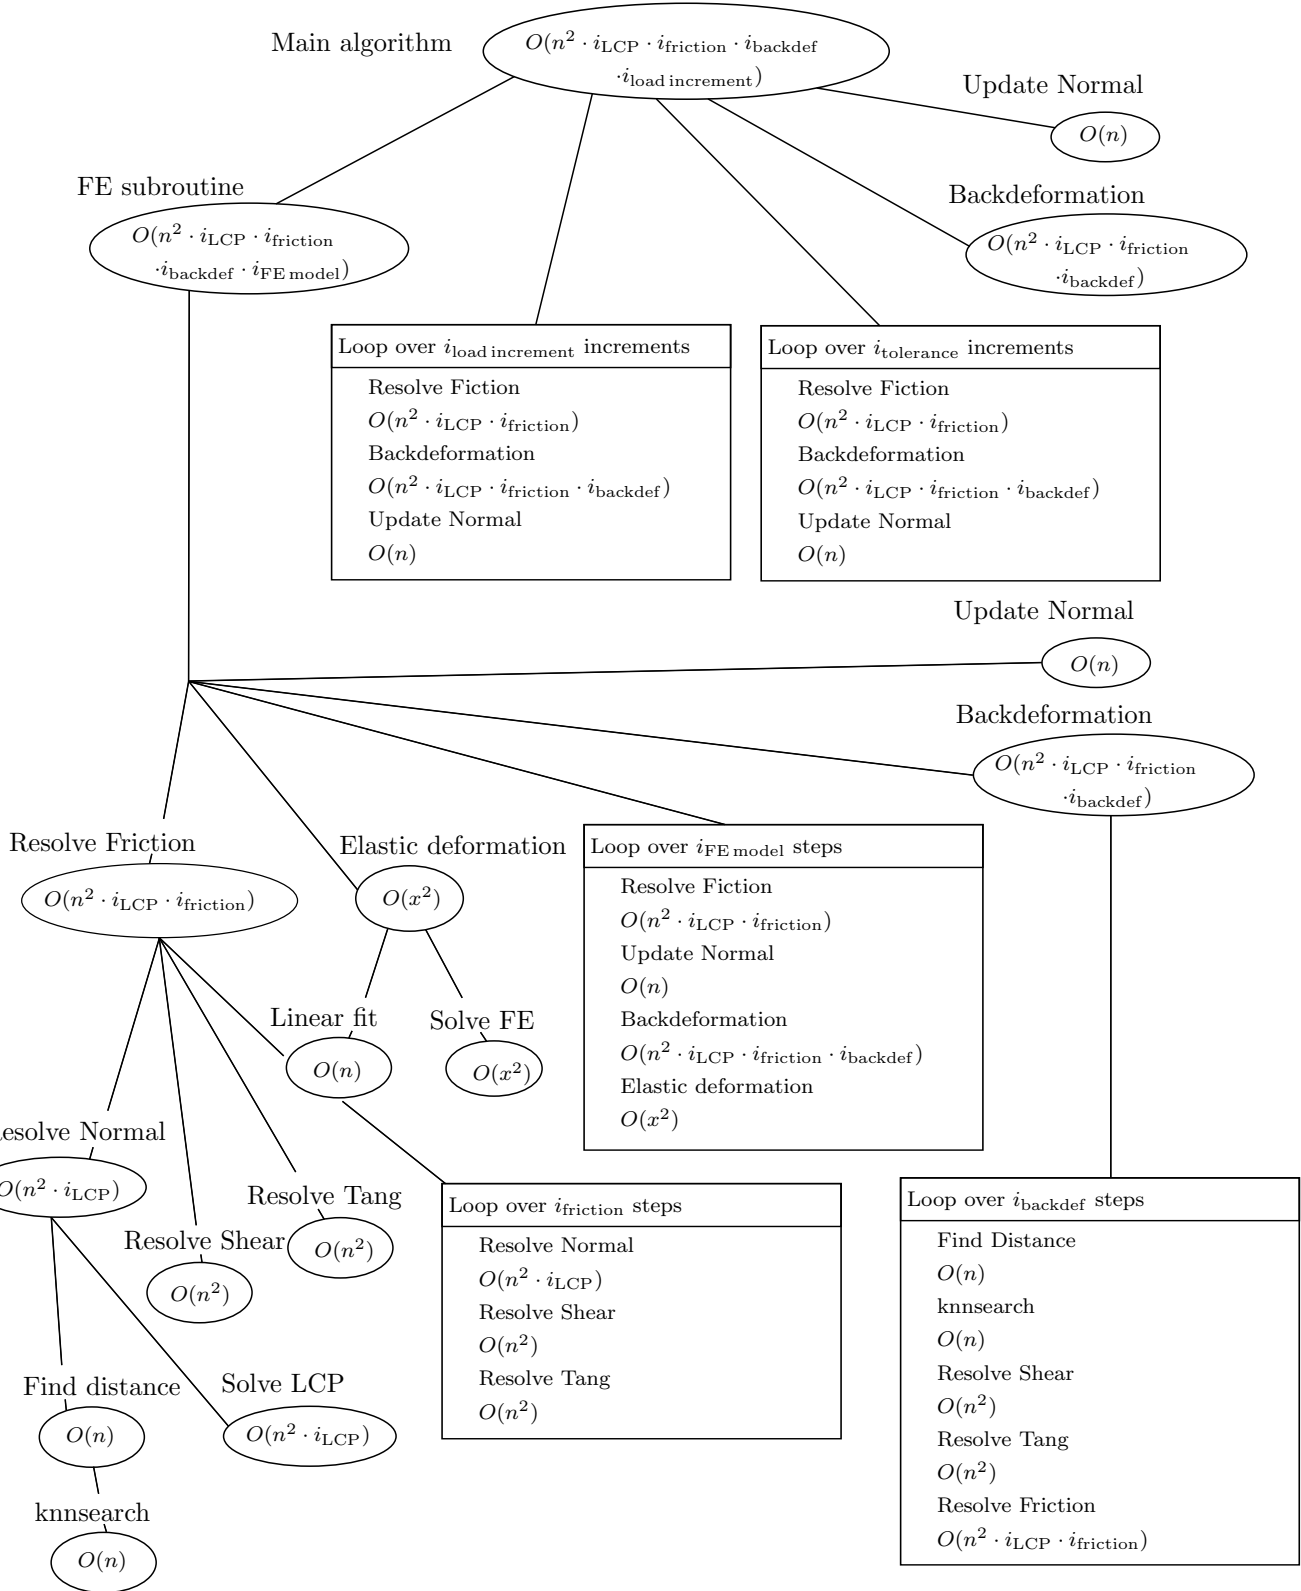 Main algorithm
O(n² · i_LCP · i_friction · i_backdef
·i_load increment)
Update Normal
O(n)
FE subroutine
O(n² · i_LCP · i_friction
·i_backdef · i_FE model)
Backdeformation
O(n² · i_LCP · i_friction
·i_backdef)
Loop over i_load increment increments
Resolve Fiction
O(n² · i_LCP · i_friction)
Backdeformation
O(n² · i_LCP · i_friction · i_backdef)
Update Normal
O(n)
Loop over i_tolerance increments
Resolve Fiction
O(n² · i_LCP · i_friction)
Backdeformation
O(n² · i_LCP · i_friction · i_backdef)
Update Normal
O(n)
Update Normal
O(n)
Backdeformation
O(n² · i_LCP · i_friction
·i_backdef)
Resolve Friction
O(n² · i_LCP · i_friction)
Elastic deformation
O(x²)
Loop over i_FE model steps
Resolve Fiction
O(n² · i_LCP · i_friction)
Update Normal
O(n)
Backdeformation
O(n² · i_LCP · i_friction · i_backdef)
Elastic deformation
O(x²)
Linear fit
O(n)
Solve FE
O(x²)
esolve Normal
O(n² · i_LCP)
Resolve Tang
O(n²)
Resolve Shear
O(n²)
Loop over i_friction steps
Resolve Normal
O(n² · i_LCP)
Resolve Shear
O(n²)
Resolve Tang
O(n²)
Loop over i_backdef steps
Find Distance
O(n)
knnsearch
O(n)
Resolve Shear
O(n²)
Resolve Tang
O(n²)
Resolve Friction
O(n² · i_LCP · i_friction)
Find distance
O(n)
Solve LCP
O(n² · i_LCP)
knnsearch
O(n)